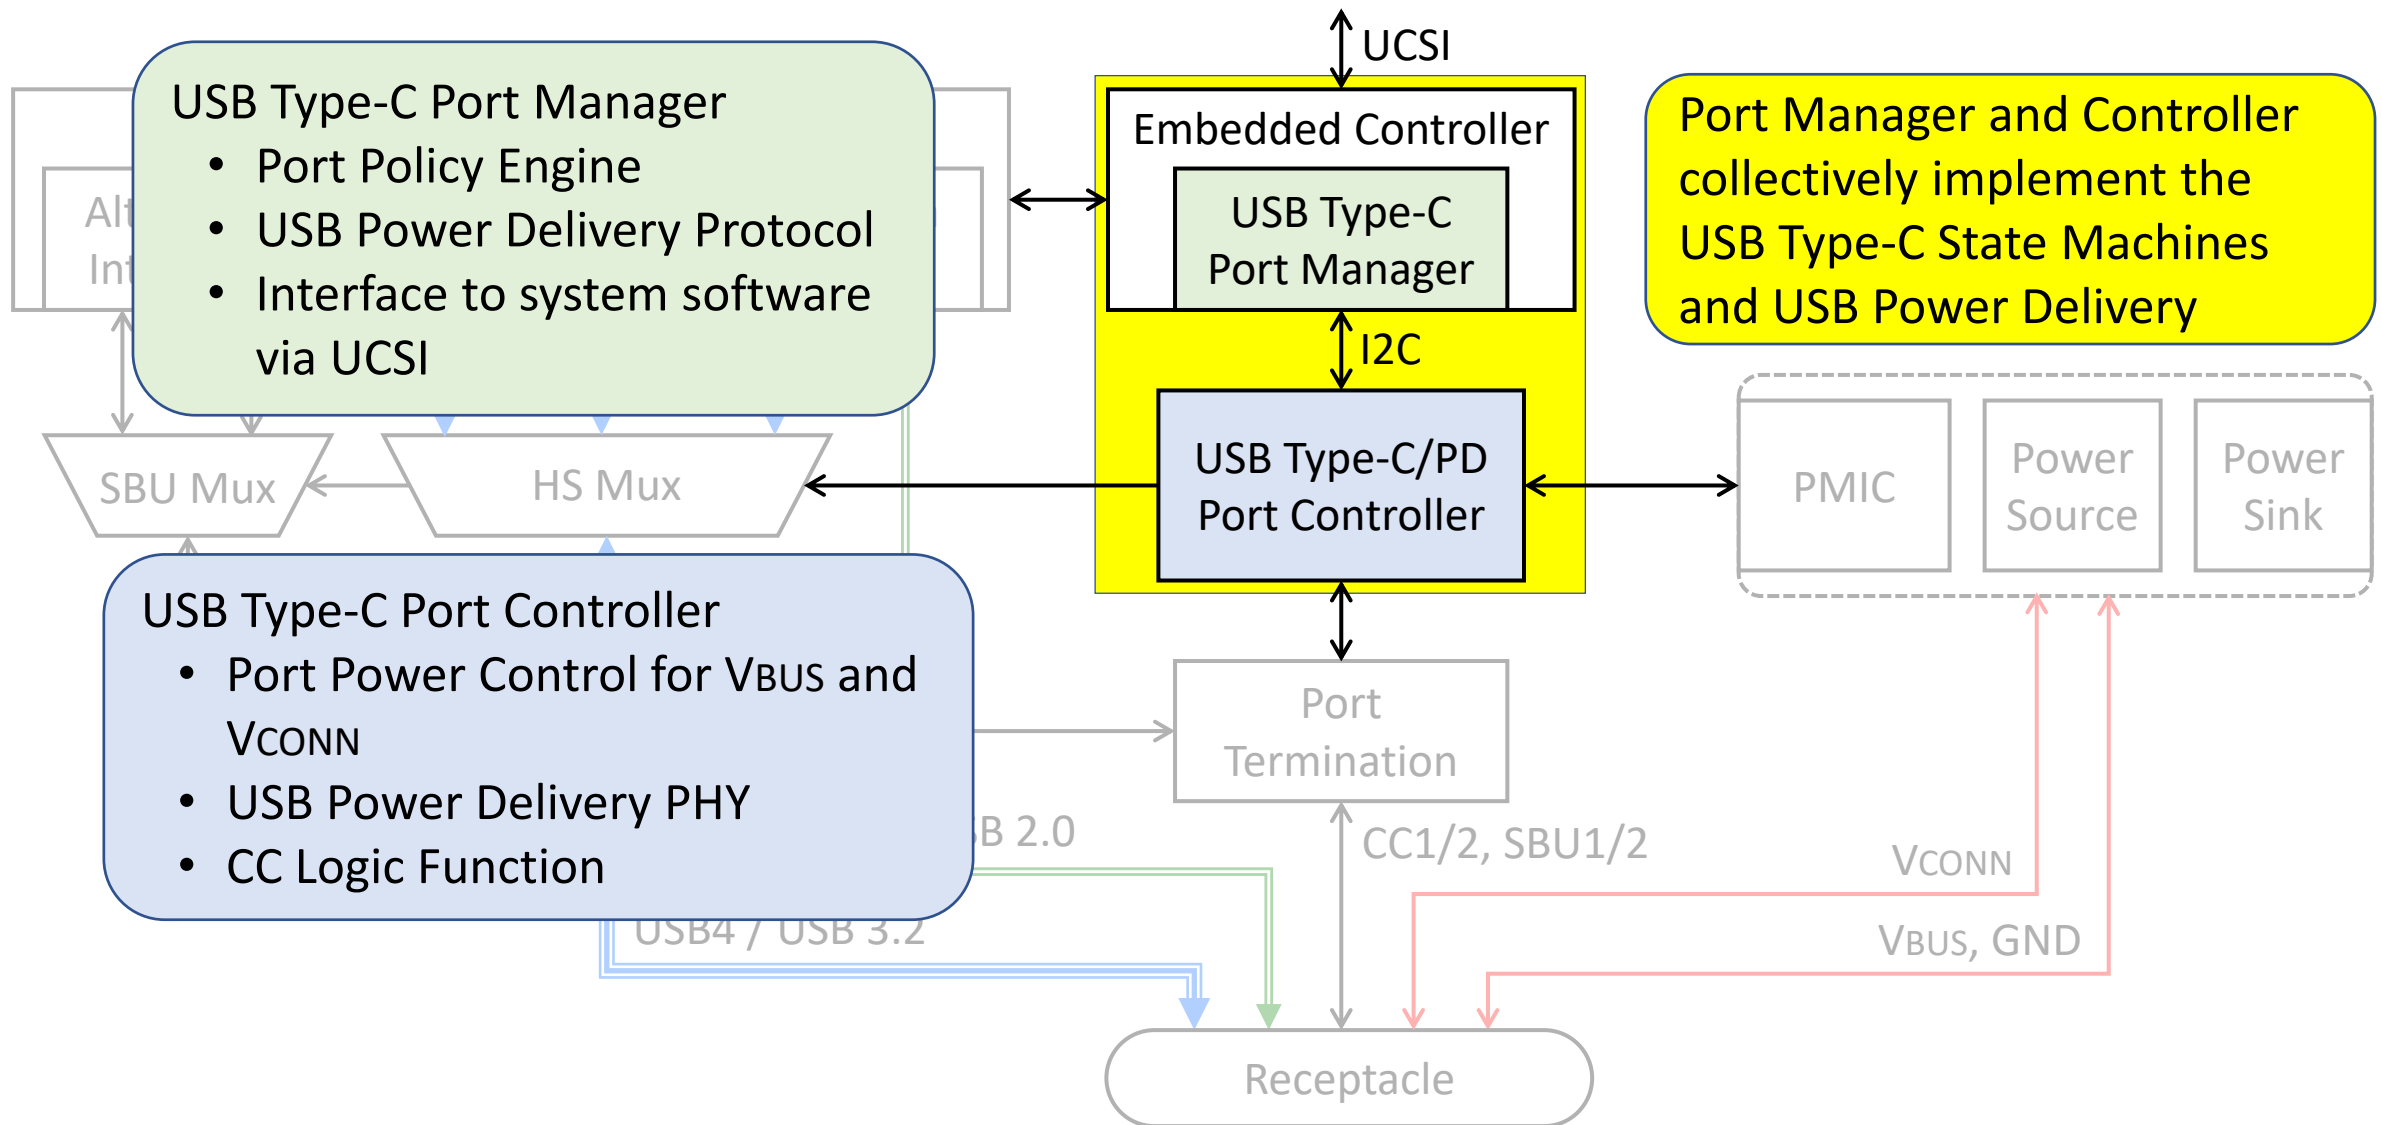 UCSI
USB Type-C Port Manager
• Port Policy Engine
• USB Power Delivery Protocol
• Interface to system software
via UCSI
Embedded Controller
USB Type-C
Port Manager
Port Manager and Controller
collectively implement the
USB Type-C State Machines
and USB Power Delivery
I2C
SBU Mux
HS Mux
USB Type-C/PD
Port Controller
PMIC
Power
Source
Power
Sink
USB Type-C Port Controller
• Port Power Control for VBUS and
VCONN
• USB Power Delivery PHY
• CC Logic Function
Port
Termination
2.0
CC1/2, SBU1/2
VCONN
USB4 / USB 3.2
VBUS, GND
Receptacle